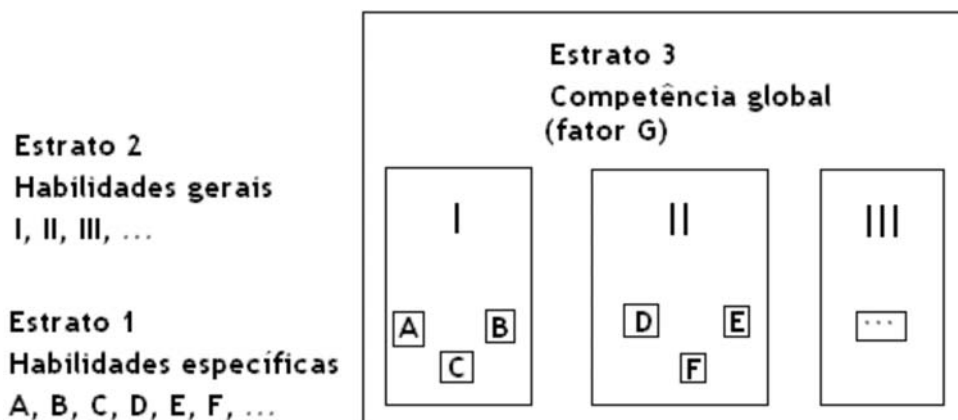 Estrato 3
Competência global
(fator G)
Estrato 2
Habilidades gerais
I, II, III, ...
I
II
III
Estrato 1
Habilidades específicas
A, B, C, D, E, F, ...
A
B
C
D
E
F
...